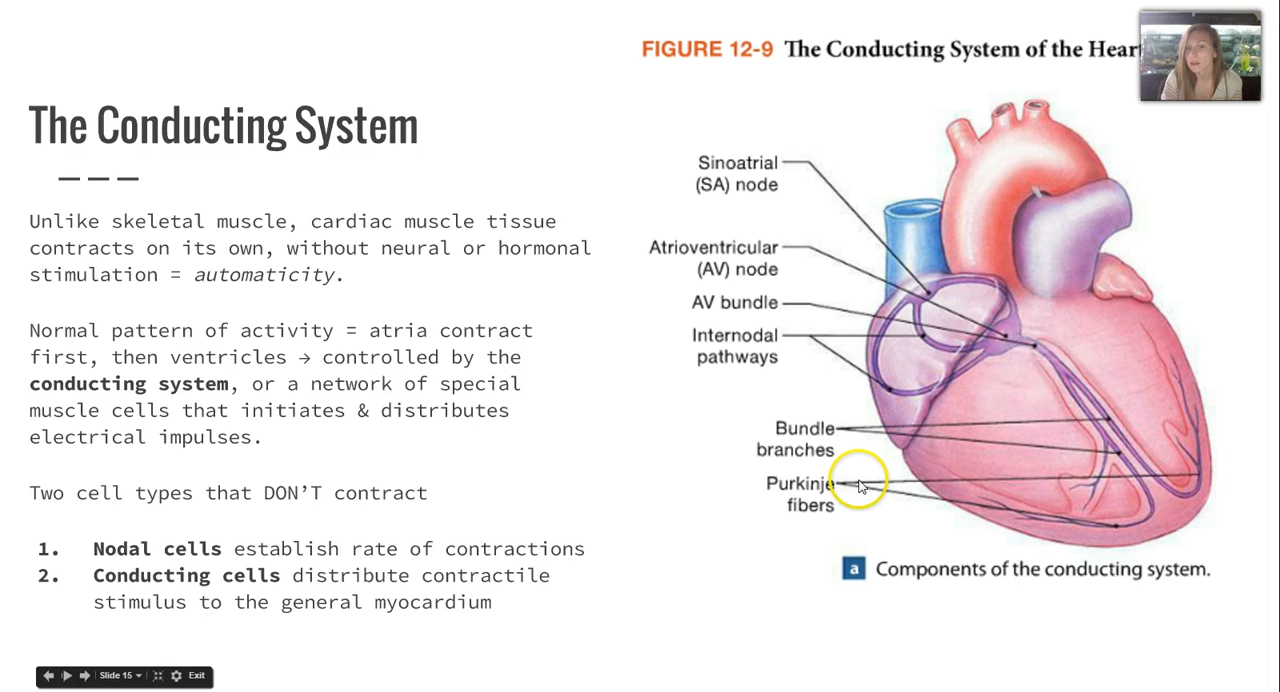 FIGURE 12-9 The Conducting System of the Heart
The Conducting System
Unlike skeletal muscle, cardiac muscle tissue
contracts on its own, without neural or hormonal
stimulation = automaticity.
Normal pattern of activity = atria contract
first, then ventricles → controlled by the
conducting system, or a network of special
muscle cells that initiates & distributes
electrical impulses.
Two cell types that DON'T contract
1. Nodal cells establish rate of contractions
2. Conducting cells distribute contractile
stimulus to the general myocardium
Sinoatrial
(SA) node
Atrioventricular
(AV) node
AV bundle
Internodal
pathways
Bundle
branches
Purkinje
fibers
a Components of the conducting system.
Slide 15
Exit